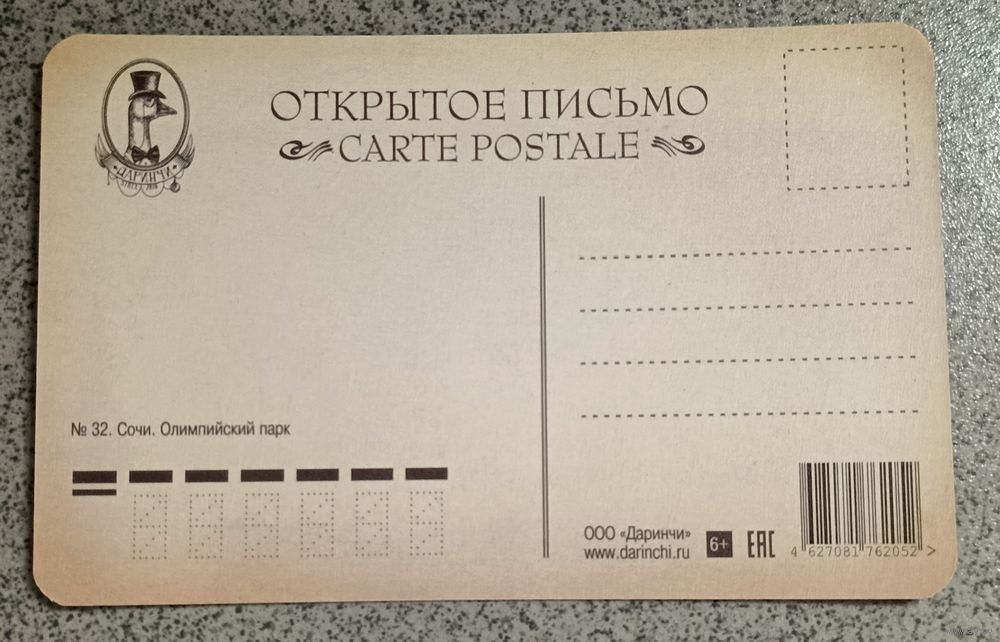 ОТКРЫТОЕ ПИСЬМО
CARTE POSTALE
ДАРИНЧИ
№ 32. Сочи. Олимпийский парк
ООО «Даринчи»
www.darinchi.ru
6+
EAC
4 627081 762052 >